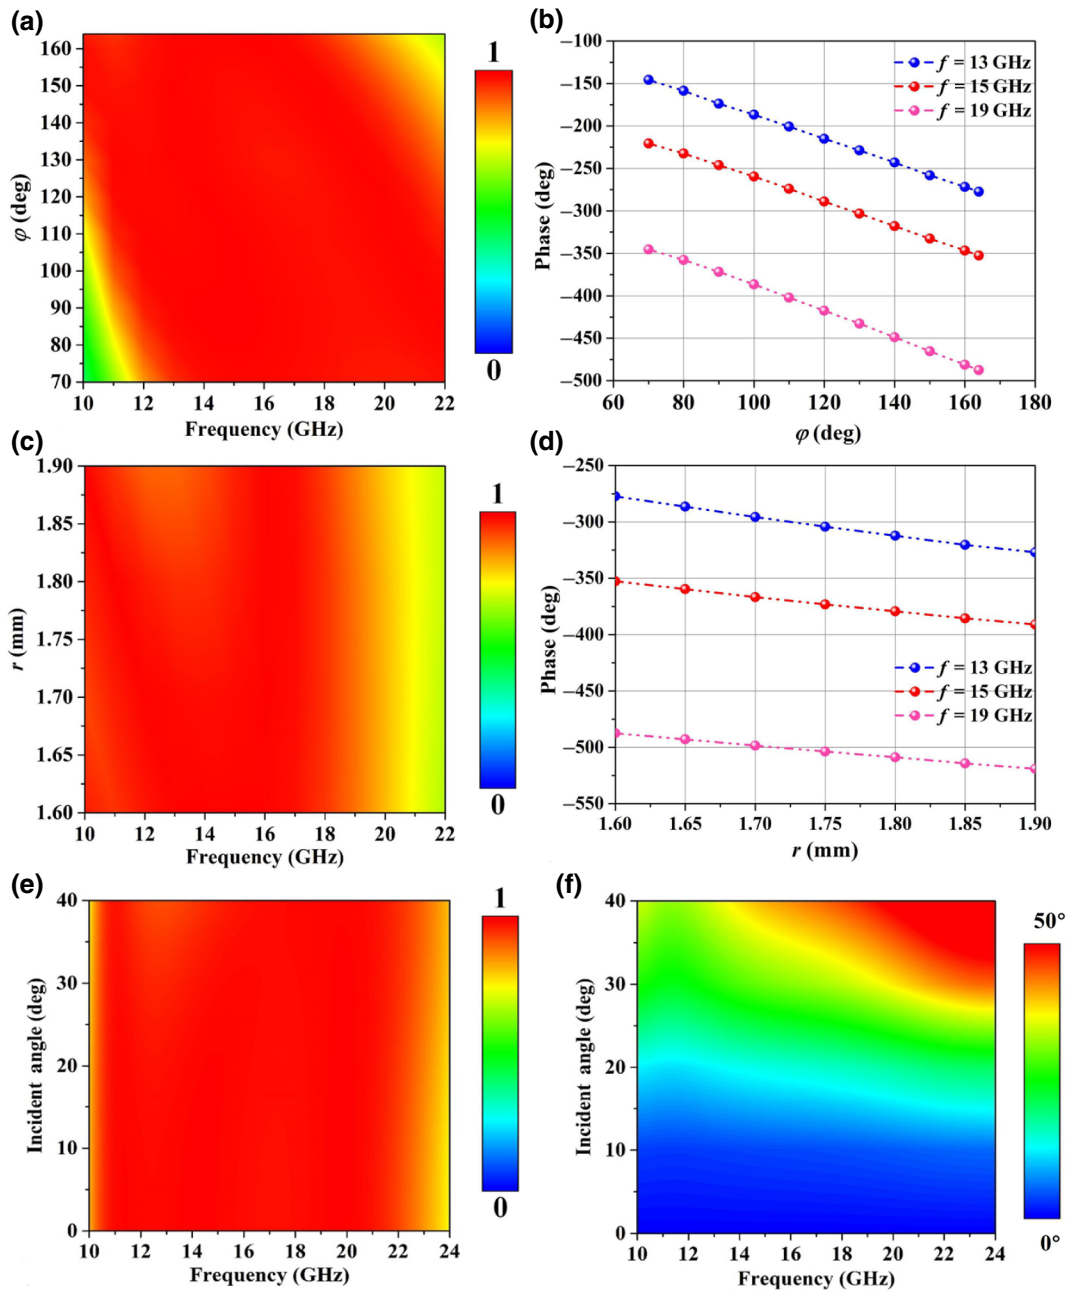 (a)
160
150
140
130
120
110
100
90
80
70
φ (deg)
10 12 14 16 18 20 22
Frequency (GHz)
1
0
(b)
–100
–150
–200
–250
–300
–350
–400
–450
–500
Phase (deg)
60 80 100 120 140 160 180
φ (deg)
f = 13 GHz
f = 15 GHz
f = 19 GHz
(c)
1.90
1.85
1.80
1.75
1.70
1.65
1.60
r (mm)
10 12 14 16 18 20 22
Frequency (GHz)
1
0
(d)
–250
–300
–350
–400
–450
–500
–550
Phase (deg)
1.60 1.65 1.70 1.75 1.80 1.85 1.90
r (mm)
f = 13 GHz
f = 15 GHz
f = 19 GHz
(e)
40
30
20
10
0
Incident angle (deg)
10 12 14 16 18 20 22 24
Frequency (GHz)
1
0
(f)
40
30
20
10
0
Incident angle (deg)
10 12 14 16 18 20 22 24
Frequency (GHz)
50°
0°